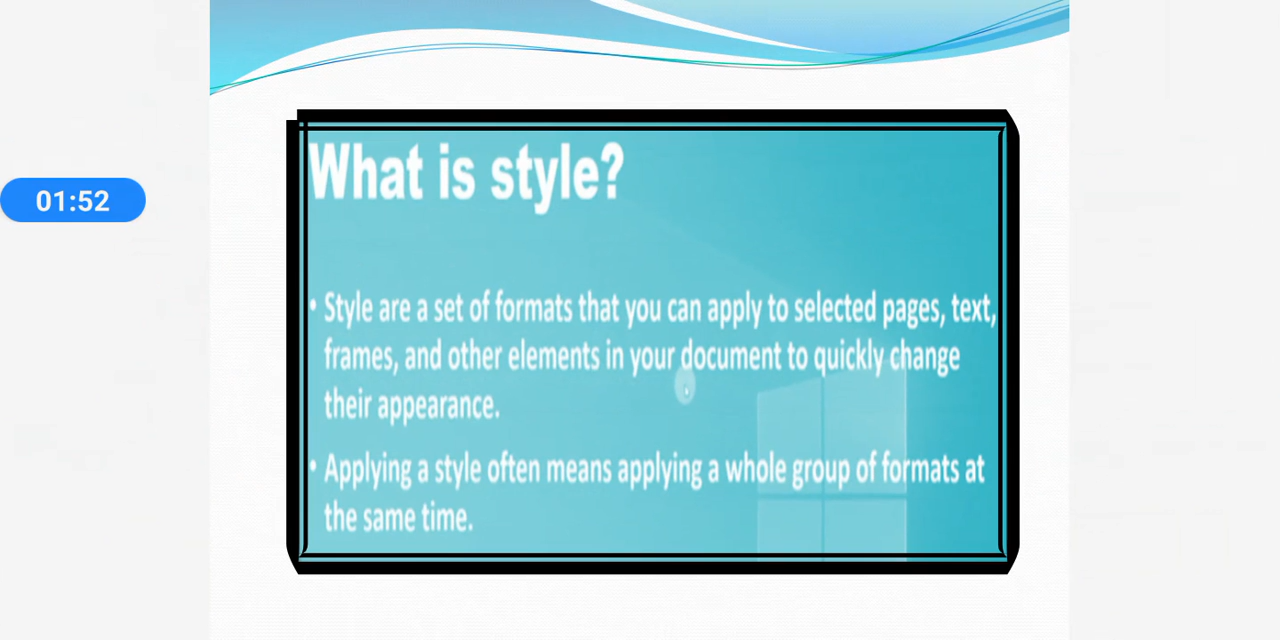 01:52
What is style?
• Style are a set of formats that you can apply to selected pages, text,
frames, and other elements in your document to quickly change
their appearance.
• Applying a style often means applying a whole group of formats at
the same time.